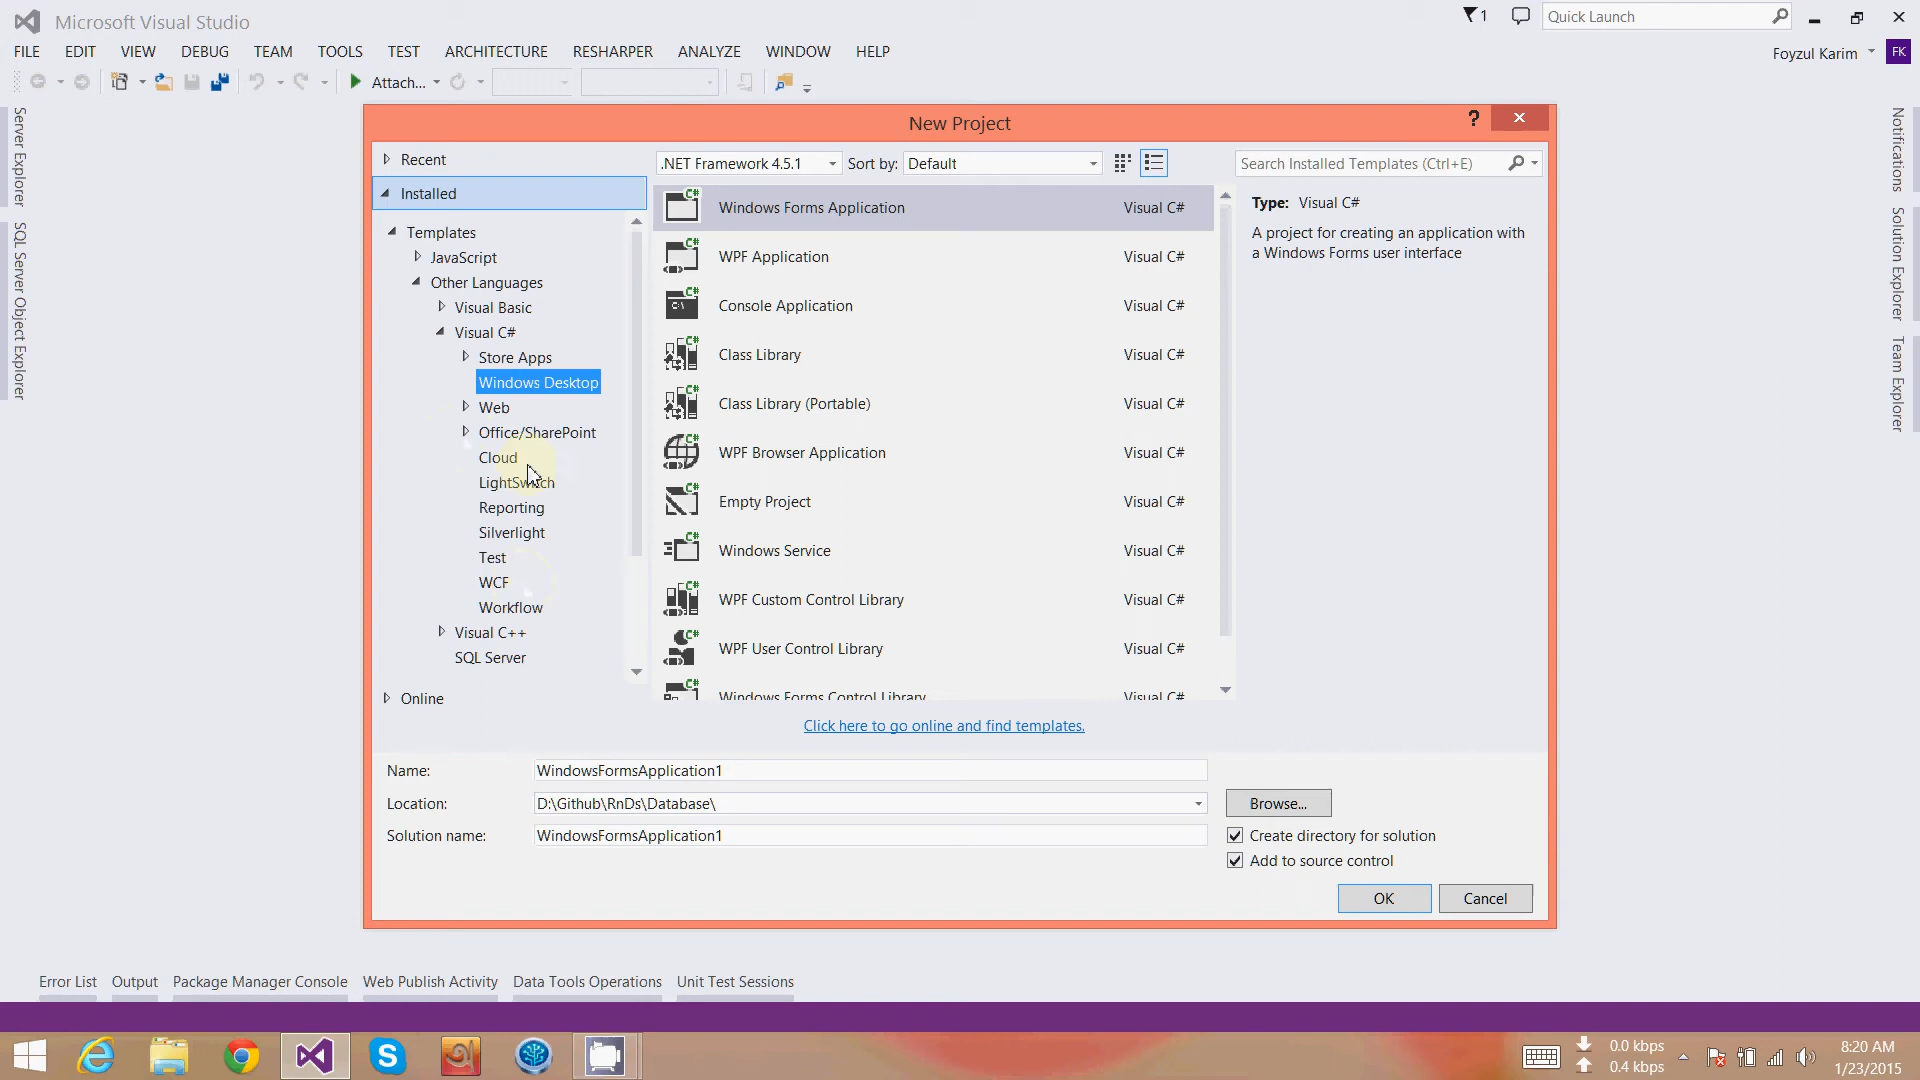 Microsoft Visual Studio
1
Quick Launch
FILE EDIT VIEW DEBUG TEAM TOOLS TEST ARCHITECTURE RESHARPER ANALYZE WINDOW HELP
Foyzul Karim FK
Attach...
Server Explorer
SQL Server Object Explorer
Notifications
Solution Explorer
Team Explorer
New Project
?
Recent
Installed
Templates
JavaScript
Other Languages
Visual Basic
Visual C#
Store Apps
Windows Desktop
Web
Office/SharePoint
Cloud
LightSwitch
Reporting
Silverlight
Test
WCF
Workflow
Visual C++
SQL Server
Online
.NET Framework 4.5.1 Sort by: Default
Search Installed Templates (Ctrl+E)
Windows Forms Application Visual C#
WPF Application Visual C#
Console Application Visual C#
Class Library Visual C#
Class Library (Portable) Visual C#
WPF Browser Application Visual C#
Empty Project Visual C#
Windows Service Visual C#
WPF Custom Control Library Visual C#
WPF User Control Library Visual C#
Windows Forms Control Library Visual C#
Type: Visual C#
A project for creating an application with
a Windows Forms user interface
Click here to go online and find templates.
Name: WindowsFormsApplication1
Location: D:\Github\RnDs\Database\ Browse...
Solution name: WindowsFormsApplication1
Create directory for solution
Add to source control
OK Cancel
Error List Output Package Manager Console Web Publish Activity Data Tools Operations Unit Test Sessions
0.0 kbps
0.4 kbps
8:20 AM
1/23/2015